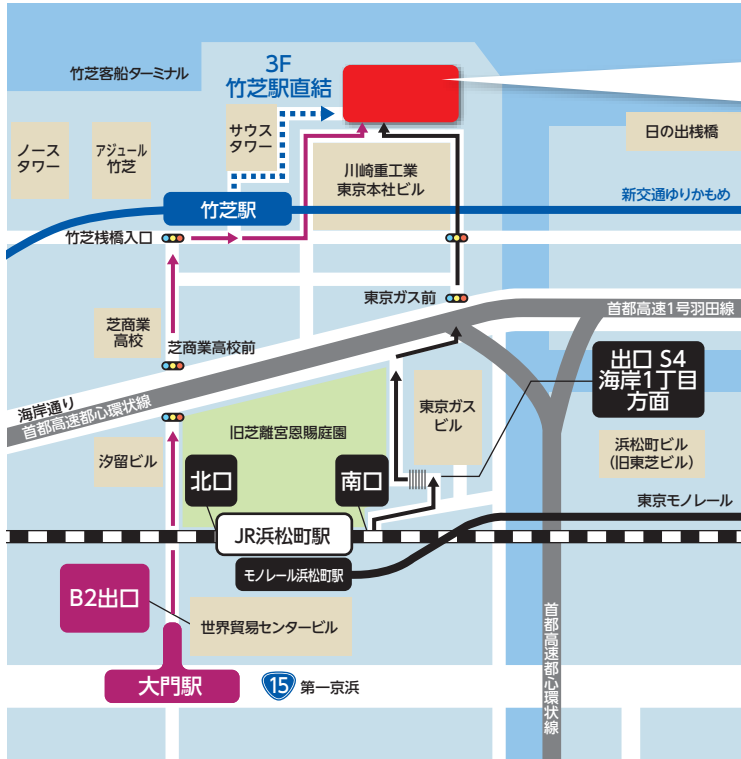 3F
竹芝駅直結
竹芝客船ターミナル
ノース
タワー
アジュール
竹芝
サウス
タワー
日の出桟橋
川崎重工業
東京本社ビル
竹芝駅
新交通ゆりかもめ
竹芝桟橋入口
東京ガス前
首都高速1号羽田線
芝商業
高校
芝商業高校前
出口 S4
海岸1丁目
方面
海岸通り
首都高速都心環状線
東京ガス
ビル
旧芝離宮恩賜庭園
浜松町ビル
(旧東芝ビル)
汐留ビル
北口
南口
東京モノレール
JR浜松町駅
モノレール浜松町駅
B2出口
世界貿易センタービル
首都高速都心環状線
大門駅
15 第一京浜